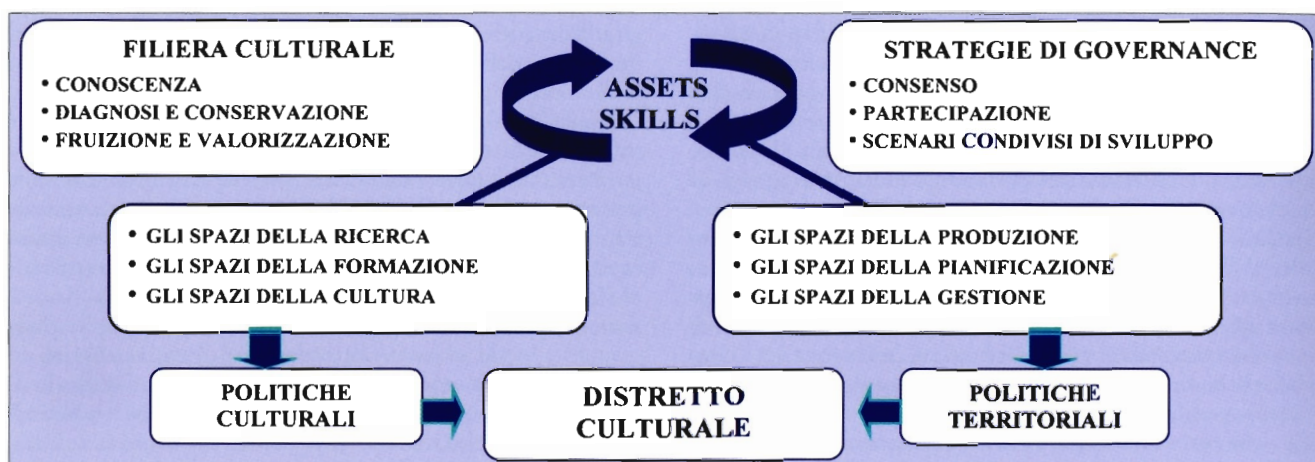 FILIERA CULTURALE
• CONOSCENZA
• DIAGNOSI E CONSERVAZIONE
• FRUIZIONE E VALORIZZAZIONE
ASSETS
SKILLS
STRATEGIE DI GOVERNANCE
• CONSENSO
• PARTECIPAZIONE
• SCENARI CONDIVISI DI SVILUPPO
• GLI SPAZI DELLA RICERCA
• GLI SPAZI DELLA FORMAZIONE
• GLI SPAZI DELLA CULTURA
• GLI SPAZI DELLA PRODUZIONE
• GLI SPAZI DELLA PIANIFICAZIONE
• GLI SPAZI DELLA GESTIONE
POLITICHE
CULTURALI
DISTRETTO
CULTURALE
POLITICHE
TERRITORIALI